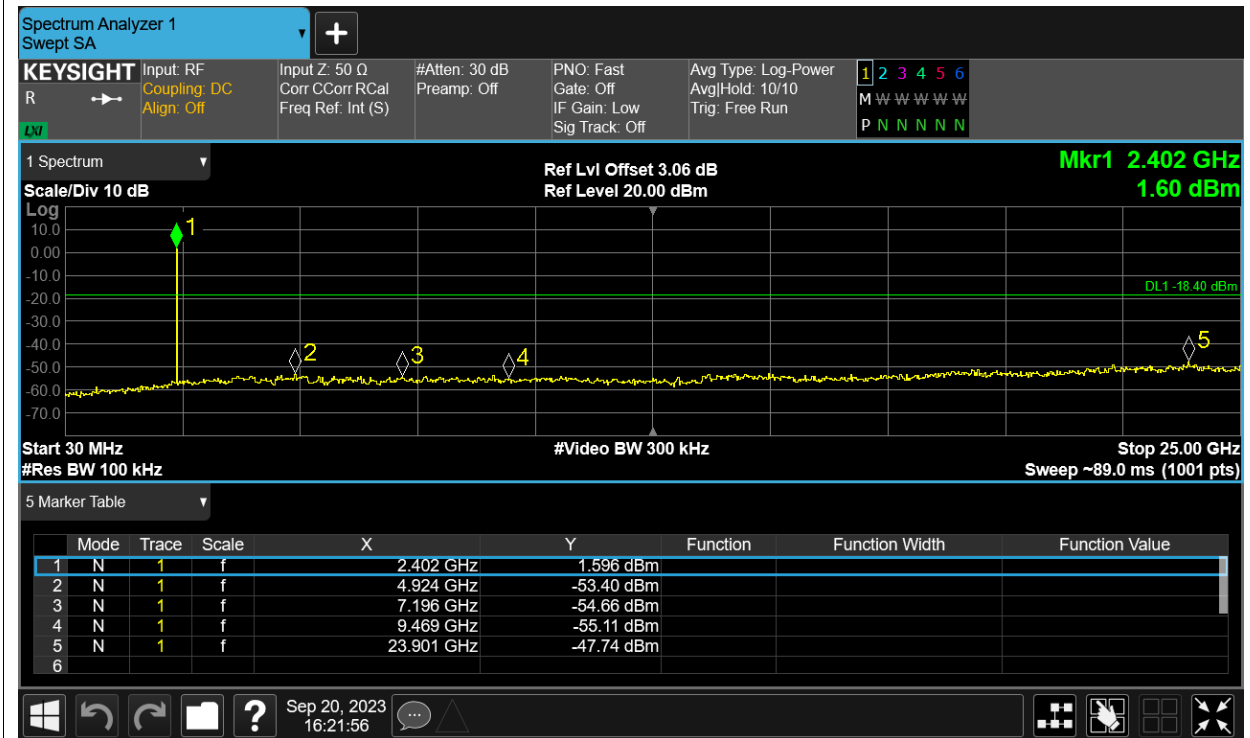 Spectrum Analyzer 1
Swept SA
KEYSIGHT
R
LXI
Input: RF
Coupling: DC
Align: Off
Input Z: 50 Ω
Corr CCorr RCal
Freq Ref: Int (S)
#Atten: 30 dB
Preamp: Off
PNO: Fast
Gate: Off
IF Gain: Low
Sig Track: Off
Avg Type: Log-Power
Avg|Hold: 10/10
Trig: Free Run
1 2 3 4 5 6
M W W W W W
P N N N N N
1 Spectrum
Scale/Div 10 dB
Ref Lvl Offset 3.06 dB
Ref Level 20.00 dBm
Mkr1 2.402 GHz
1.60 dBm
Log
10.0
0.00
-10.0
-20.0
-30.0
-40.0
-50.0
-60.0
-70.0
1
2
3
4
5
DL1 -18.40 dBm
Start 30 MHz
#Video BW 300 kHz
Stop 25.00 GHz
#Res BW 100 kHz
Sweep ~89.0 ms (1001 pts)
5 Marker Table
Mode Trace Scale X Y Function Function Width Function Value
1 N 1 f 2.402 GHz 1.596 dBm
2 N 1 f 4.924 GHz -53.40 dBm
3 N 1 f 7.196 GHz -54.66 dBm
4 N 1 f 9.469 GHz -55.11 dBm
5 N 1 f 23.901 GHz -47.74 dBm
6
?
Sep 20, 2023
16:21:56